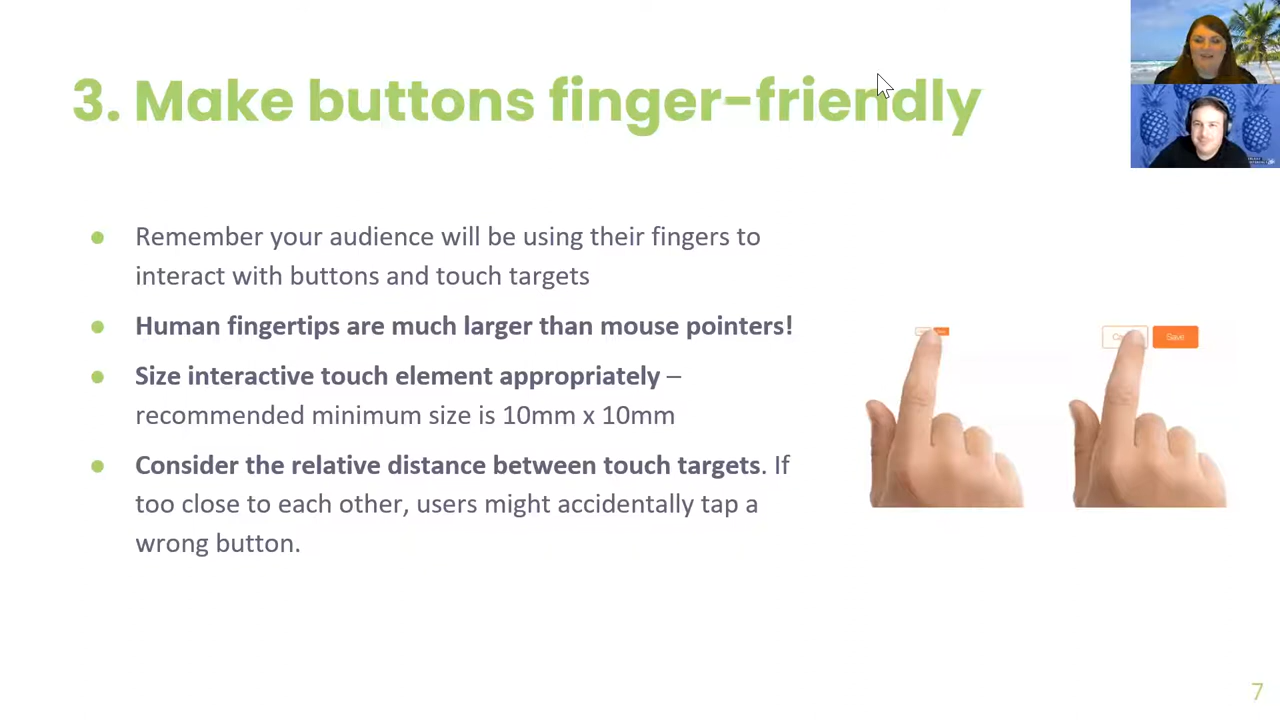 3. Make buttons finger-friendly
● Remember your audience will be using their fingers to
interact with buttons and touch targets
● Human fingertips are much larger than mouse pointers!
● Size interactive touch element appropriately –
recommended minimum size is 10mm x 10mm
● Consider the relative distance between touch targets. If
too close to each other, users might accidentally tap a
wrong button.
Save
7